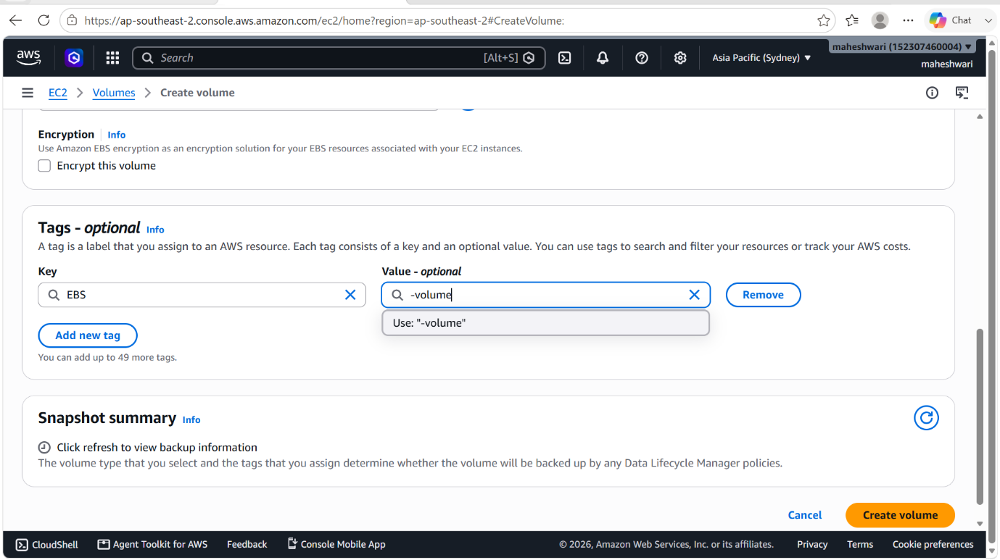 https://ap-southeast-2.console.aws.amazon.com/ec2/home?region=ap-southeast-2#CreateVolume:
Chat
aws
Search
[Alt+S]
Asia Pacific (Sydney)
maheshwari (152307460004)
maheshwari
EC2
Volumes
Create volume
Encryption
Info
Use Amazon EBS encryption as an encryption solution for your EBS resources associated with your EC2 instances.
Encrypt this volume
Tags - optional
Info
A tag is a label that you assign to an AWS resource. Each tag consists of a key and an optional value. You can use tags to search and filter your resources or track your AWS costs.
Key
Value - optional
EBS
-volume
Remove
Use: "-volume"
Add new tag
You can add up to 49 more tags.
Snapshot summary
Info
Click refresh to view backup information
The volume type that you select and the tags that you assign determine whether the volume will be backed up by any Data Lifecycle Manager policies.
Cancel
Create volume
CloudShell
Agent Toolkit for AWS
Feedback
Console Mobile App
© 2026, Amazon Web Services, Inc. or its affiliates.
Privacy
Terms
Cookie preferences